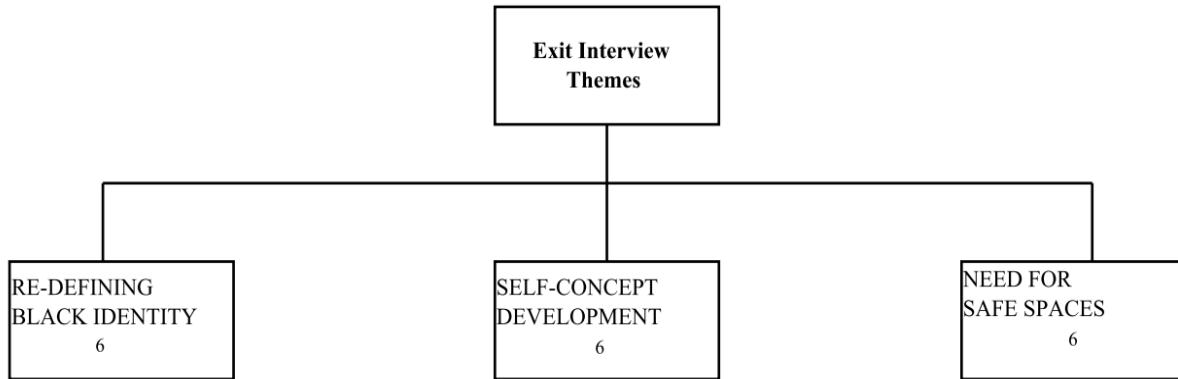 Exit Interview
Themes
RE-DEFINING
BLACK IDENTITY
6
SELF-CONCEPT
DEVELOPMENT
6
NEED FOR
SAFE SPACES
6